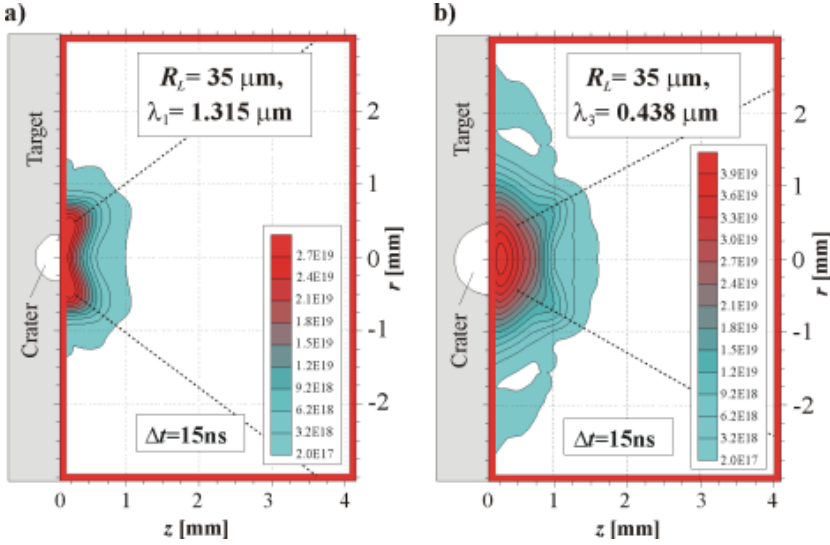 a)
R_L = 35 μm,
λ₁= 1.315 μm
Target
Crater
2
1
0
-1
-2
r [mm]
2.7E19
2.4E19
2.1E19
1.8E19
1.5E19
1.2E19
9.2E18
6.2E18
3.2E18
2.0E17
Δt=15ns
0 1 2 3 4
z [mm]
b)
R_L = 35 μm,
λ₃= 0.438 μm
Target
Crater
2
1
0
-1
-2
r [mm]
3.9E19
3.6E19
3.3E19
3.0E19
2.7E19
2.4E19
2.1E19
1.8E19
1.5E19
1.2E19
9.2E18
6.2E18
3.2E18
2.0E17
Δt=15ns
0 1 2 3 4
z [mm]